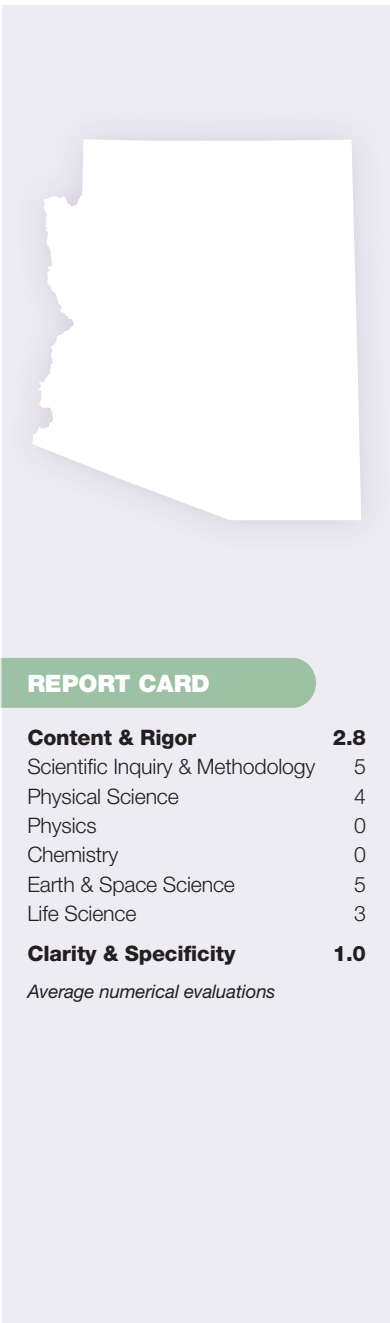 REPORT CARD
Content & Rigor 2.8
Scientific Inquiry & Methodology 5
Physical Science 4
Physics 0
Chemistry 0
Earth & Space Science 5
Life Science 3
Clarity & Specificity 1.0
Average numerical evaluations